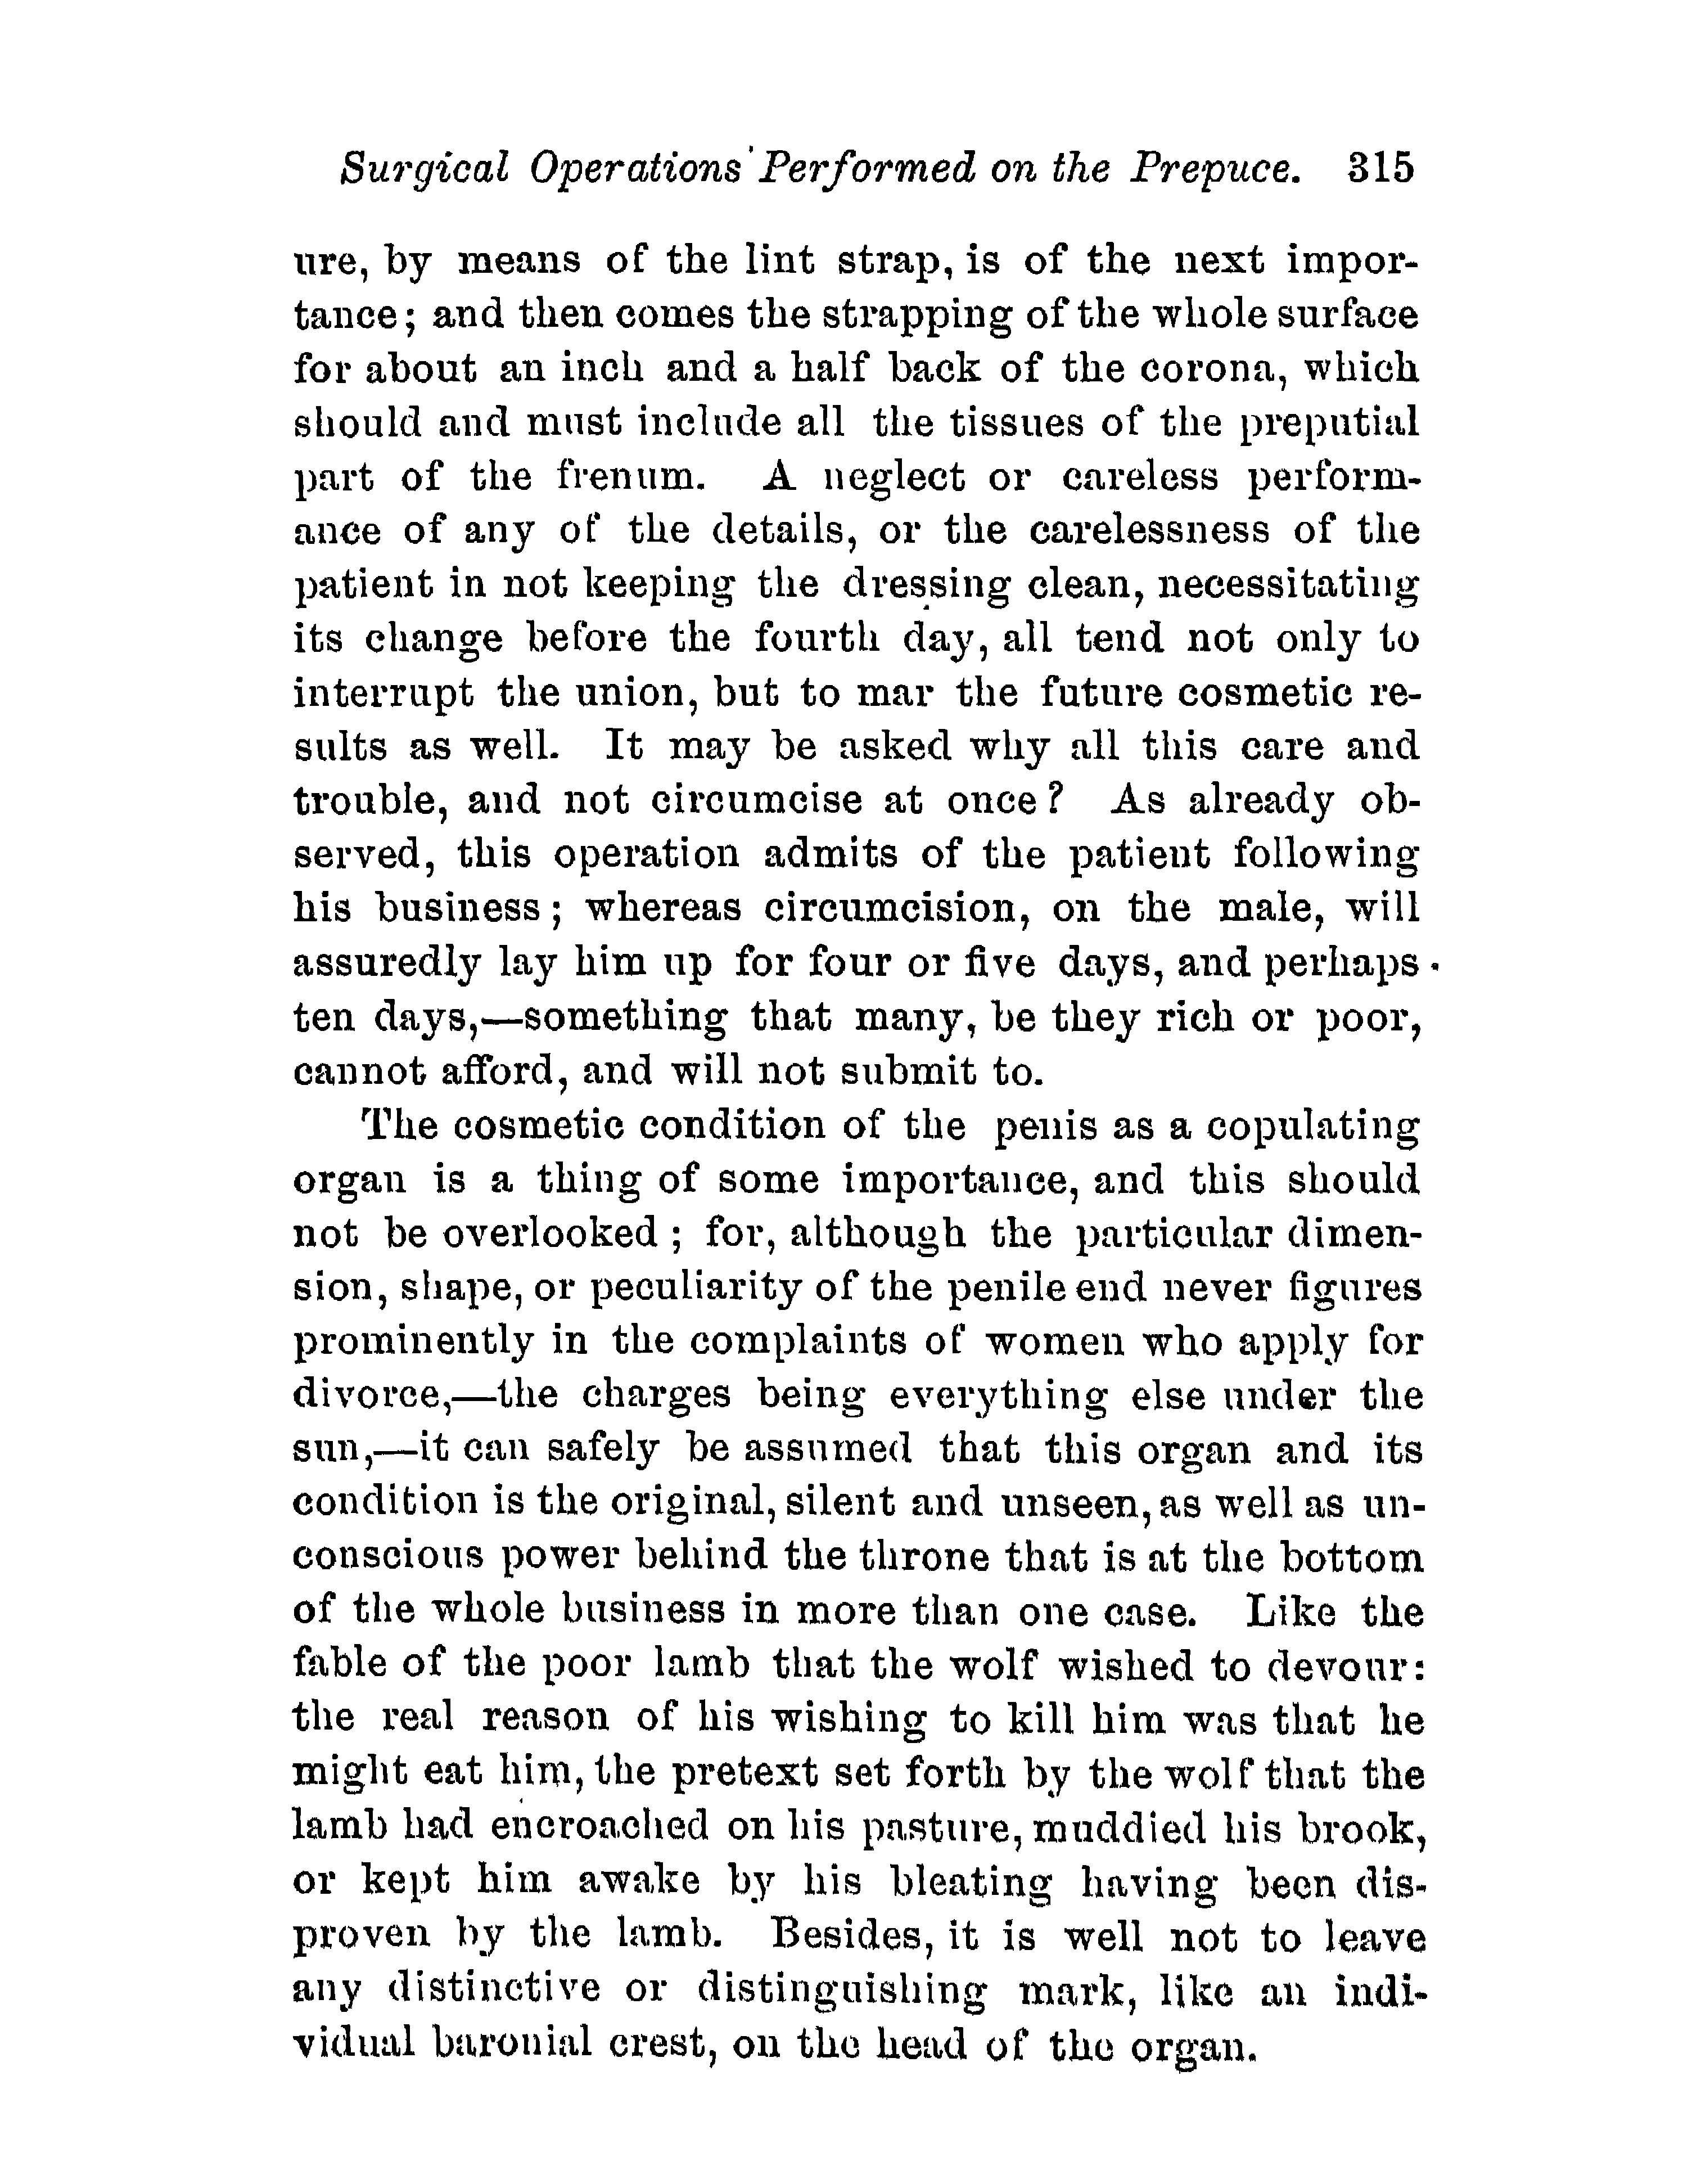 Surgical Operations Performed on the Prepuce. 315
ure, by means of the lint strap, is of the next impor-
tance; and then comes the strapping of the whole surface
for about an inch and a half back of the corona, which
should and must include all the tissues of the preputial
part of the frenum. A neglect or careless perform-
ance of any of the details, or the carelessness of the
patient in not keeping the dressing clean, necessitating
its change before the fourth day, all tend not only to
interrupt the union, but to mar the future cosmetic re-
sults as well. It may be asked why all this care and
trouble, and not circumcise at once? As already ob-
served, this operation admits of the patient following
his business; whereas circumcision, on the male, will
assuredly lay him up for four or five days, and perhaps
ten days,—something that many, be they rich or poor,
cannot afford, and will not submit to.
The cosmetic condition of the penis as a copulating
organ is a thing of some importance, and this should
not be overlooked; for, although the particular dimen-
sion, shape, or peculiarity of the penile end never figures
prominently in the complaints of women who apply for
divorce,—the charges being everything else under the
sun,—it can safely be assumed that this organ and its
condition is the original, silent and unseen, as well as un-
conscious power behind the throne that is at the bottom
of the whole business in more than one case. Like the
fable of the poor lamb that the wolf wished to devour:
the real reason of his wishing to kill him was that he
might eat him, the pretext set forth by the wolf that the
lamb had encroached on his pasture, muddied his brook,
or kept him awake by his bleating having been dis-
proven by the lamb. Besides, it is well not to leave
any distinctive or distinguishing mark, like an indi-
vidual baronial crest, on the head of the organ.